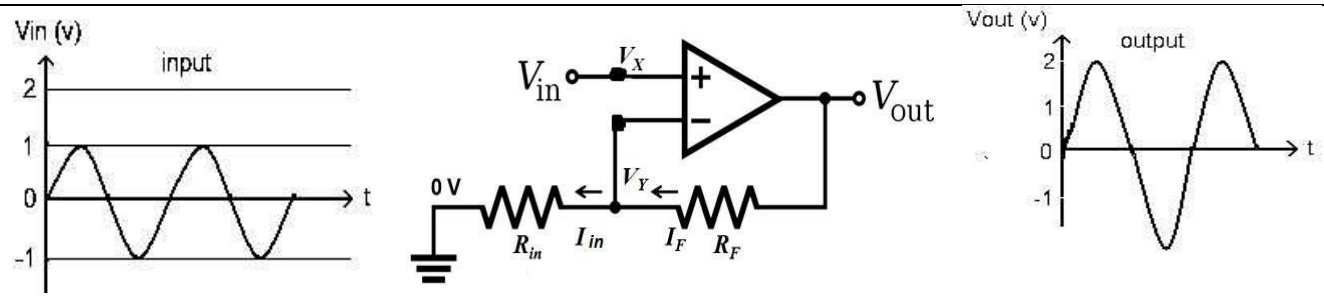 Vin (v)
input
2
1
0
-1
t
Vin
VX
+
−
Vout
0 V
VY
Rin
Iin
IF
RF
Vout (v)
output
2
1
0
-1
t